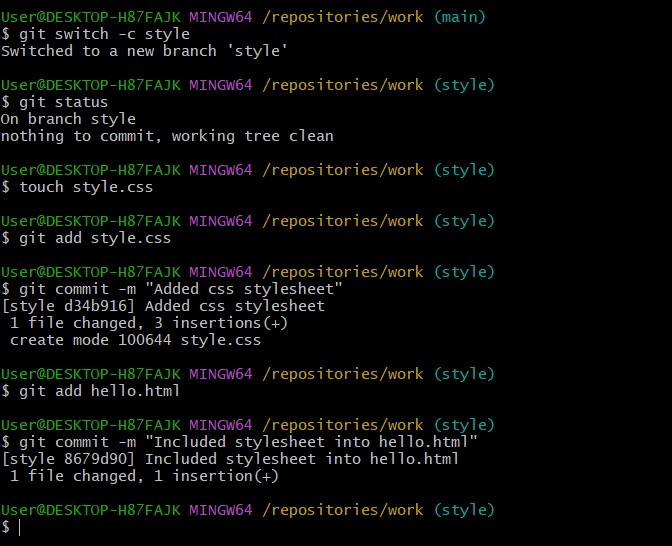 User@DESKTOP-H87FAJK MINGW64 /repositories/work (main)
$ git switch -c style
Switched to a new branch 'style'
User@DESKTOP-H87FAJK MINGW64 /repositories/work (style)
$ git status
On branch style
nothing to commit, working tree clean
User@DESKTOP-H87FAJK MINGW64 /repositories/work (style)
$ touch style.css
User@DESKTOP-H87FAJK MINGW64 /repositories/work (style)
$ git add style.css
User@DESKTOP-H87FAJK MINGW64 /repositories/work (style)
$ git commit -m "Added css stylesheet"
[style d34b916] Added css stylesheet
 1 file changed, 3 insertions(+)
 create mode 100644 style.css
User@DESKTOP-H87FAJK MINGW64 /repositories/work (style)
$ git add hello.html
User@DESKTOP-H87FAJK MINGW64 /repositories/work (style)
$ git commit -m "Included stylesheet into hello.html"
[style 8679d90] Included stylesheet into hello.html
 1 file changed, 1 insertion(+)
User@DESKTOP-H87FAJK MINGW64 /repositories/work (style)
$